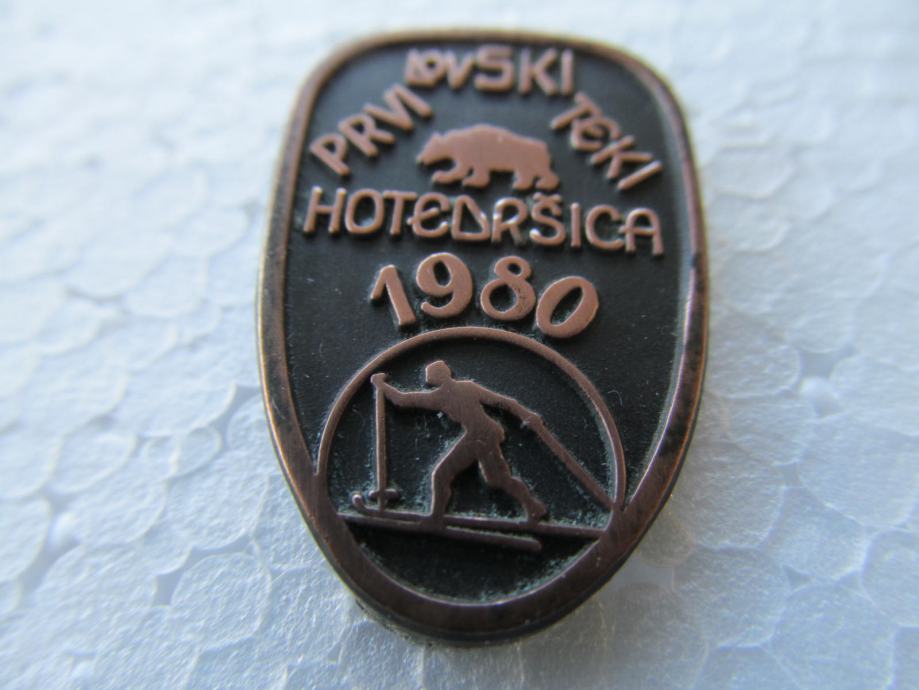 PRVI LOVSKI TEKI
HOTEDRŠICA
1980